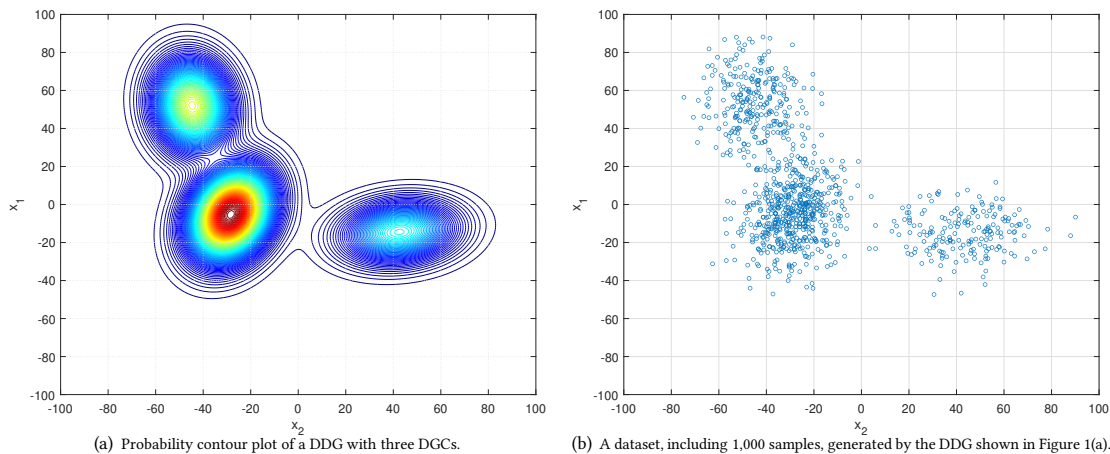 100
80
60
40
20
0
-20
-40
-60
-80
-100
x1
-100 -80 -60 -40 -20 0 20 40 60 80 100
x2
(a) Probability contour plot of a DDG with three DGCs.
100
80
60
40
20
0
-20
-40
-60
-80
-100
x1
-100 -80 -60 -40 -20 0 20 40 60 80 100
x2
(b) A dataset, including 1,000 samples, generated by the DDG shown in Figure 1(a).